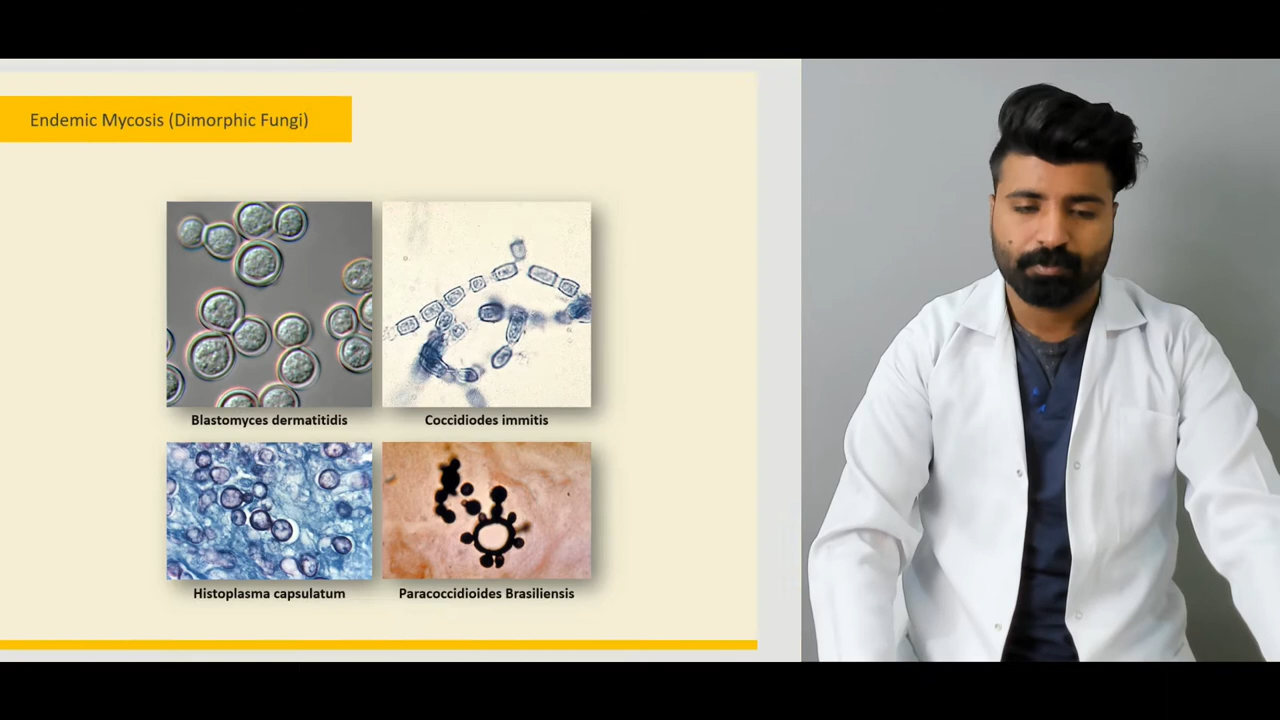 Endemic Mycosis (Dimorphic Fungi)
Blastomyces dermatitidis
Coccidiodes immitis
Histoplasma capsulatum
Paracoccidioides Brasiliensis